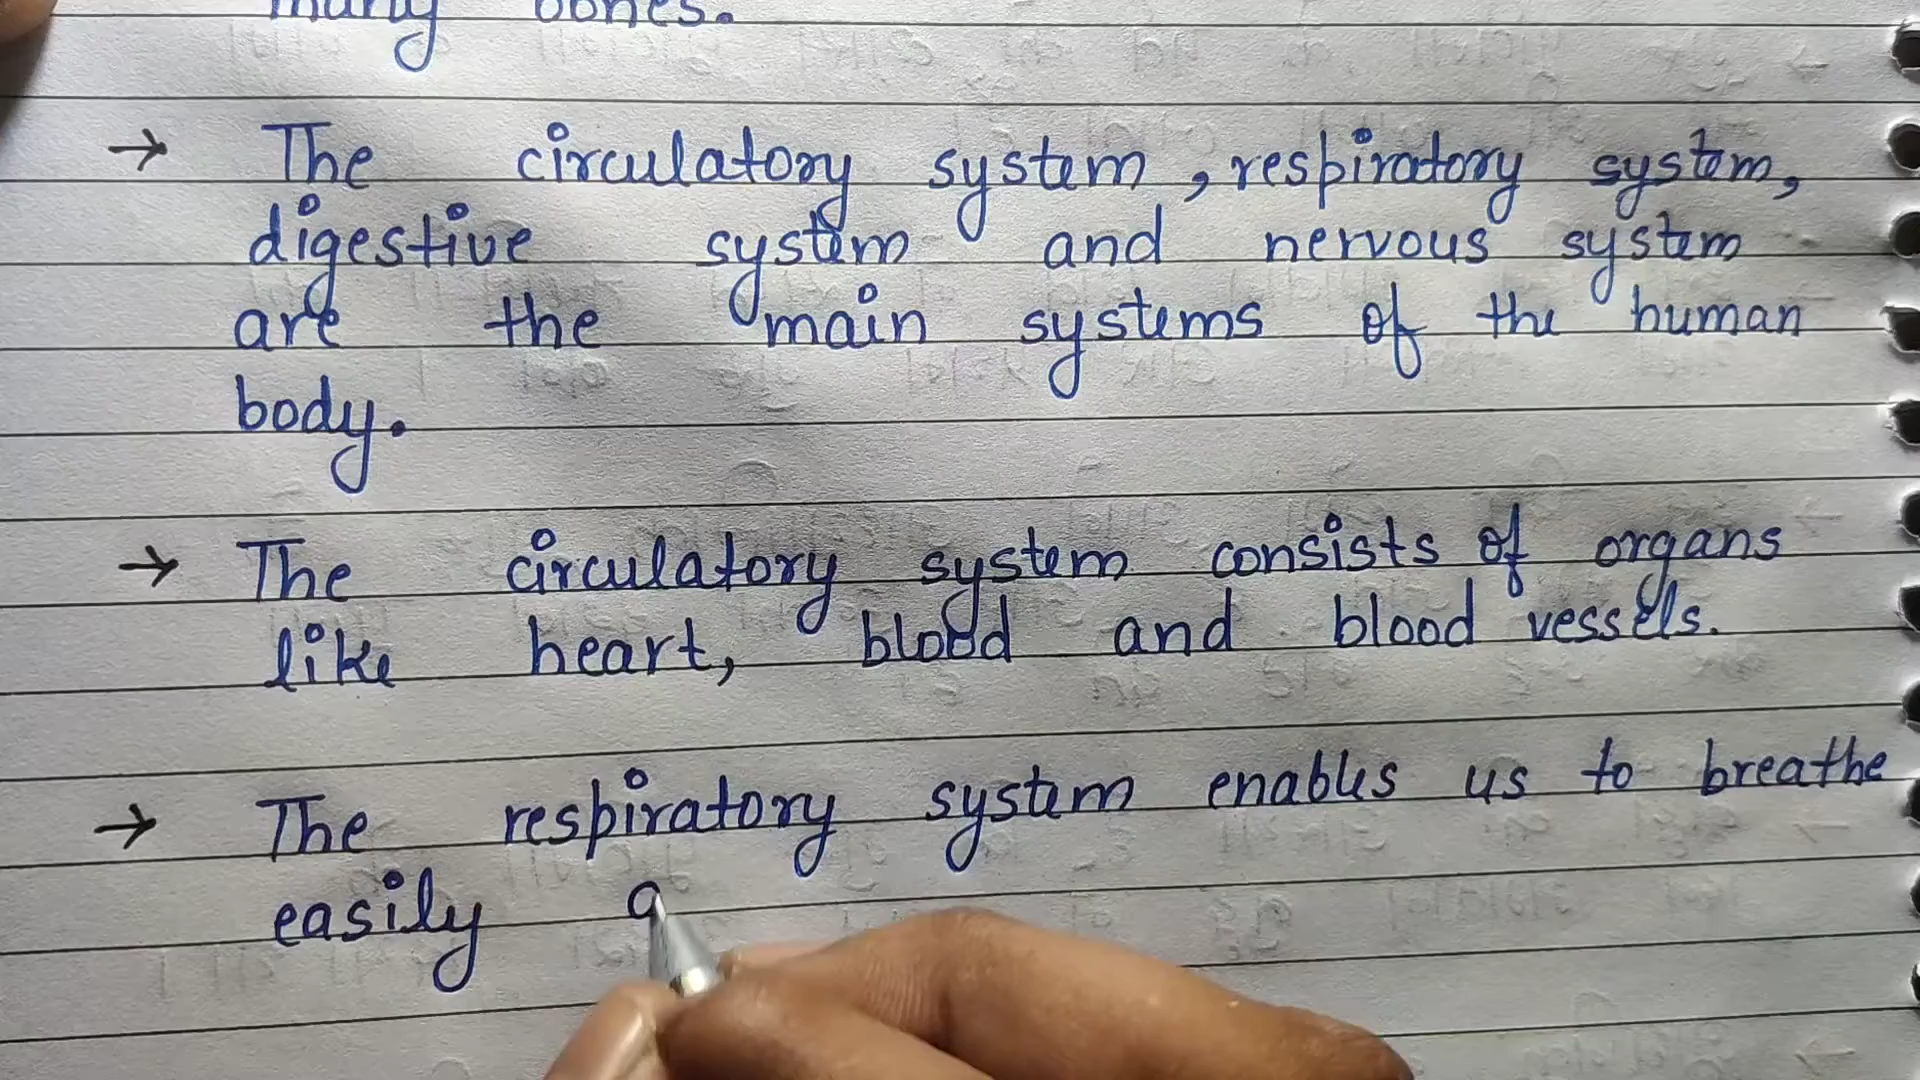 many bones.
→ The circulatory system, respiratory system,
digestive system and nervous system
are the main systems of the human
body.
→ The circulatory system consists of organs
like heart, blood and blood vessels.
→ The respiratory system enables us to breathe
easily a